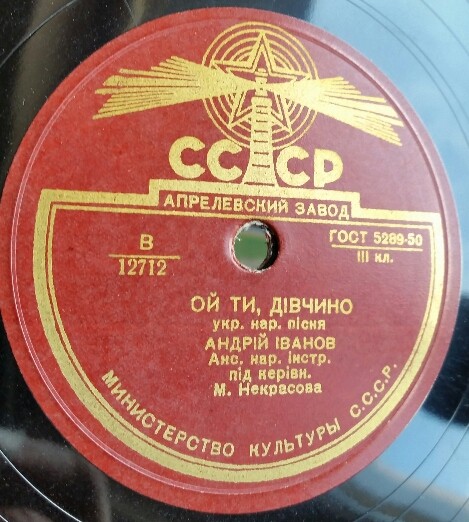 СССР
АПРЕЛЕВСКИЙ ЗАВОД
В
12712
ГОСТ 5289-50
III кл.
ОЙ ТИ, ДІВЧИНО
укр. нар. пісня
АНДРІЙ ІВАНОВ
Анс. нар. інстр.
під керівн.
М. Некрасова
МИНИСТЕРСТВО КУЛЬТУРЫ С.С.С.Р.